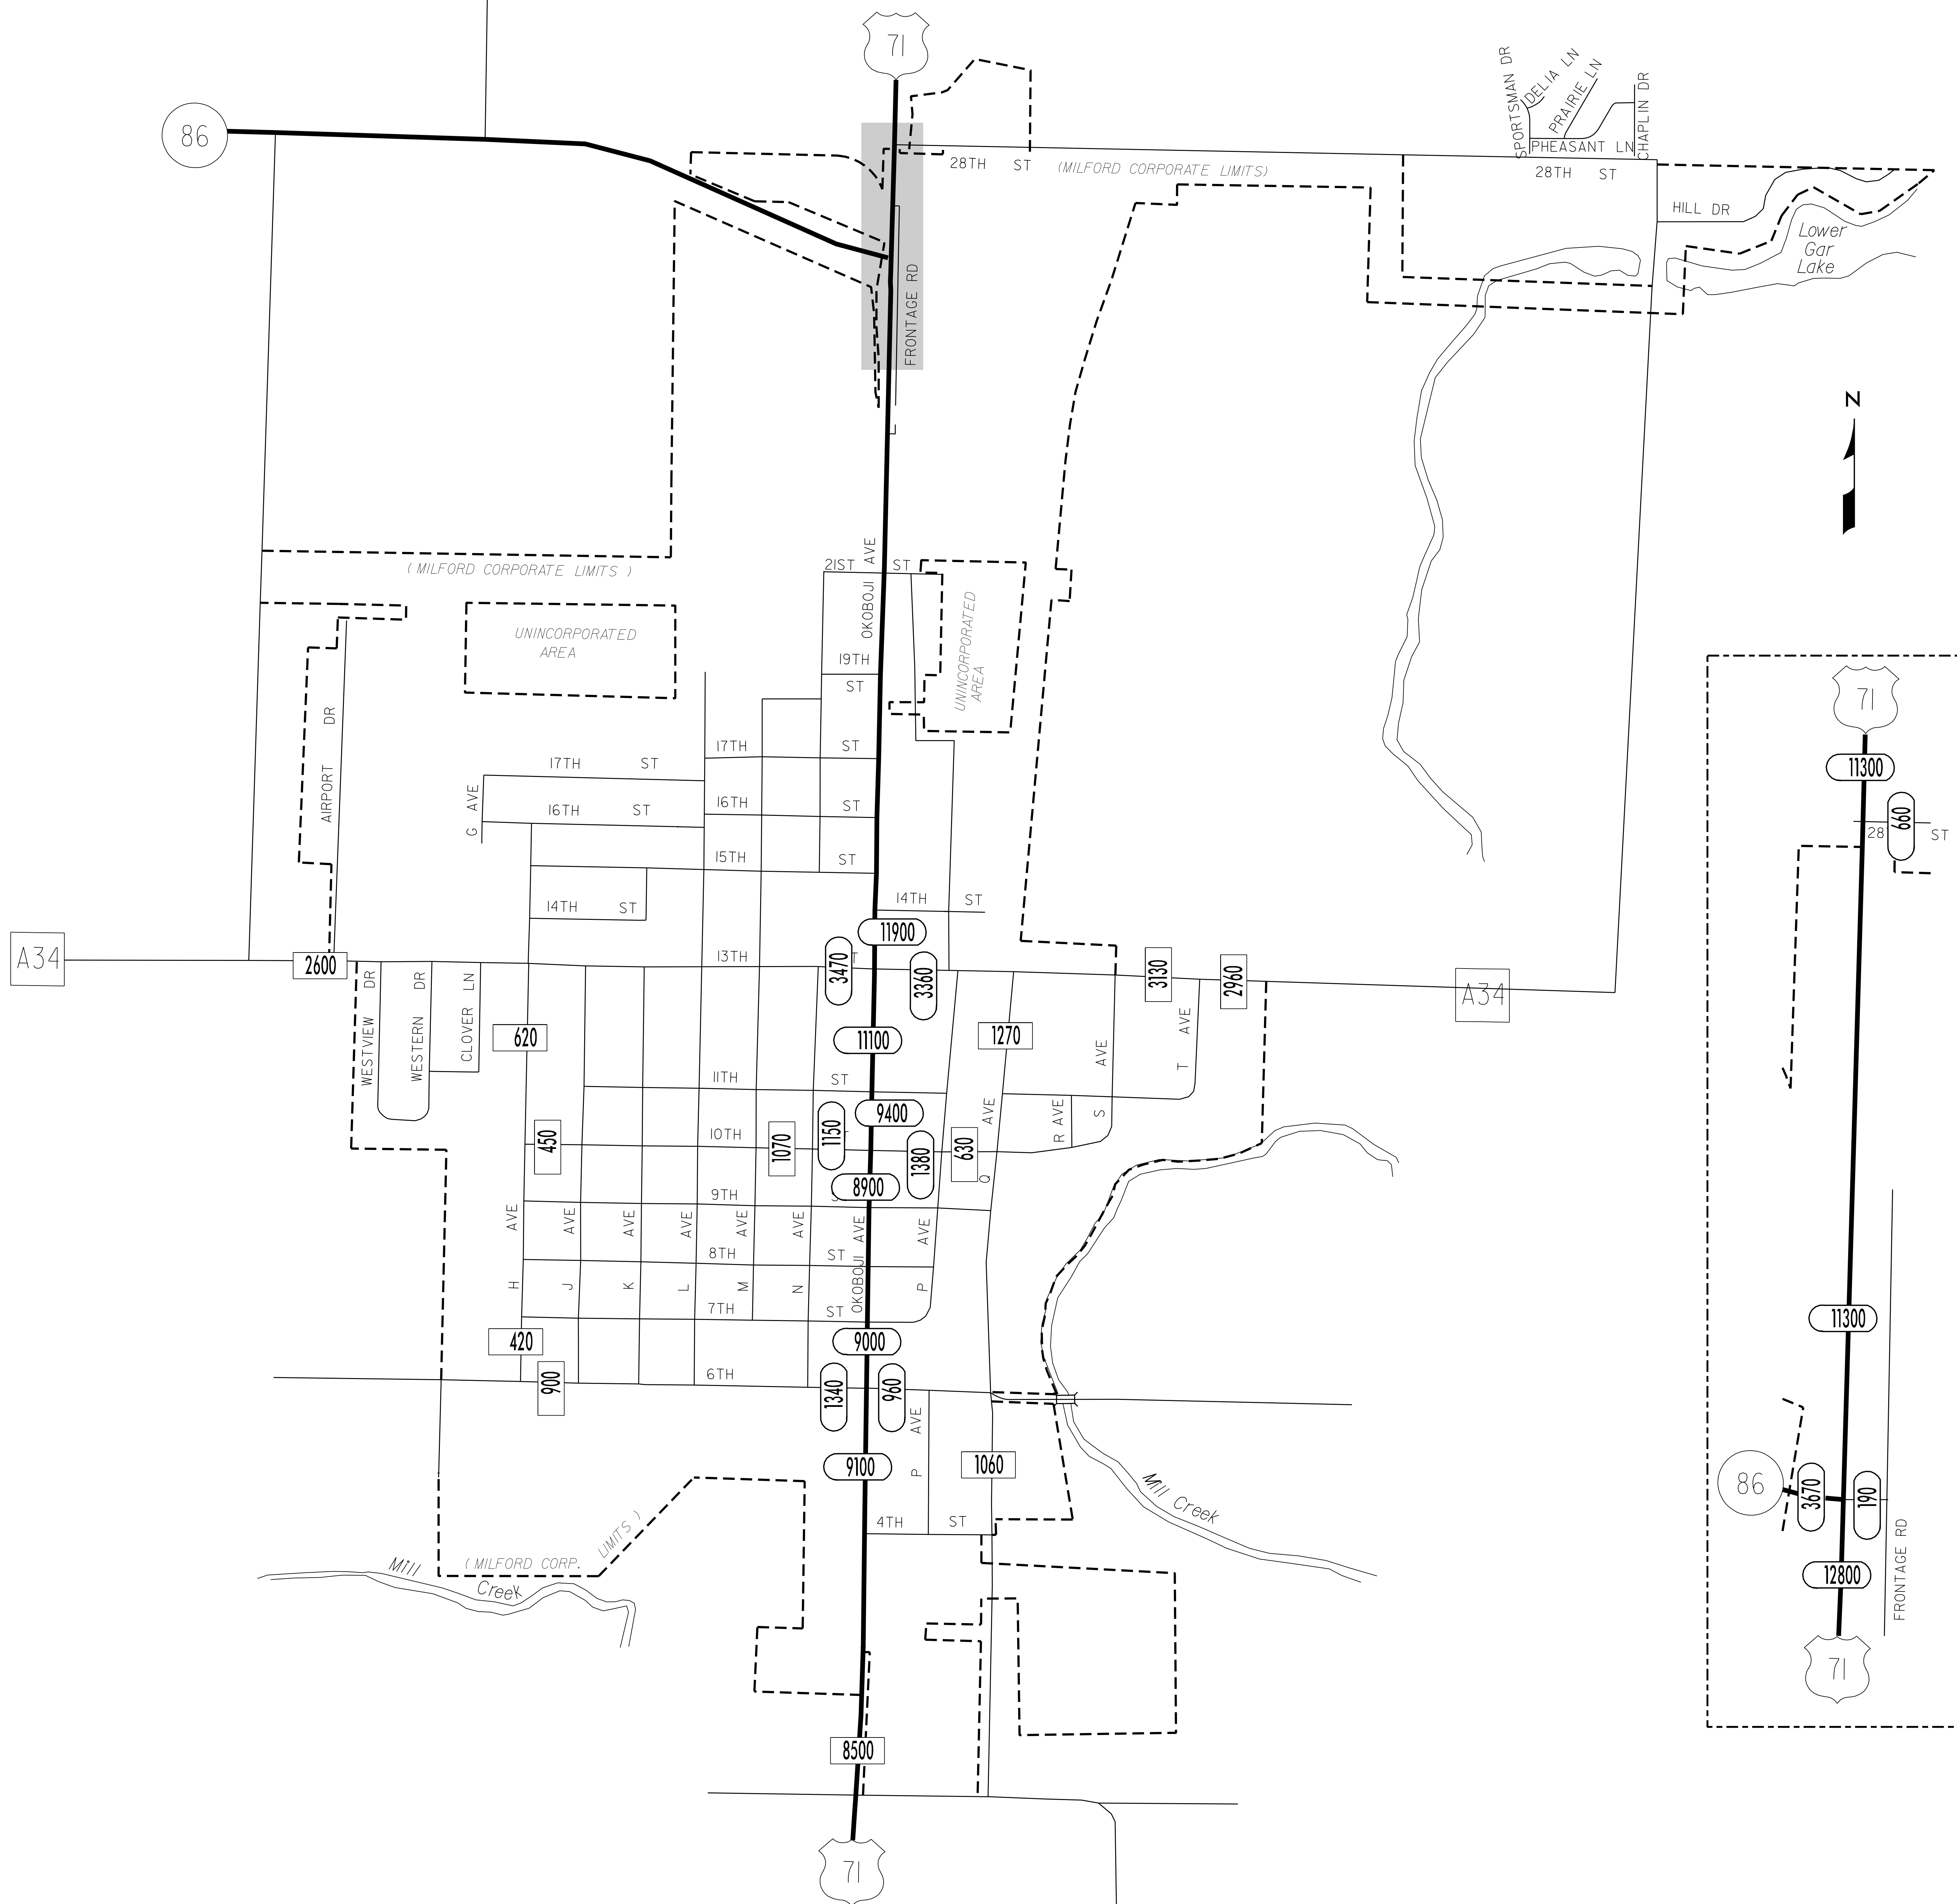 71
86
SPORTSMAN DR
DELIA LN
PRAIRIE LN
CHAPLIN DR
PHEASANT LN
28TH ST (MILFORD CORPORATE LIMITS)
28TH ST
HILL DR
Lower
Gar
Lake
FRONTAGE RD
N
OKOBOJI AVE
21ST ST
(MILFORD CORPORATE LIMITS)
UNINCORPORATED
AREA
UNINCORPORATED
AREA
19TH
ST
AIRPORT DR
17TH ST
17TH ST
G AVE
16TH ST
16TH ST
15TH ST
14TH ST
14TH ST
11900
A34
2600
13TH
3470
T
3360
3130
2960
A34
WESTVIEW DR
WESTERN DR
CLOVER LN
620
11100
1270
AVE
T AVE
11TH ST
9400
AVE
R AVE
S
450
10TH
1070
1150
1380
630
8900
Q
9TH
H AVE
J AVE
K AVE
L AVE
M AVE
N AVE
OKOBOJI AVE
P AVE
8TH ST
7TH ST
420
9000
900
6TH
1340
960
P AVE
9100
1060
4TH ST
Mill Creek
(MILFORD CORP. LIMITS)
Mill
Creek
8500
71
71
11300
660
28 ST
11300
86
3670
190
FRONTAGE RD
12800
71